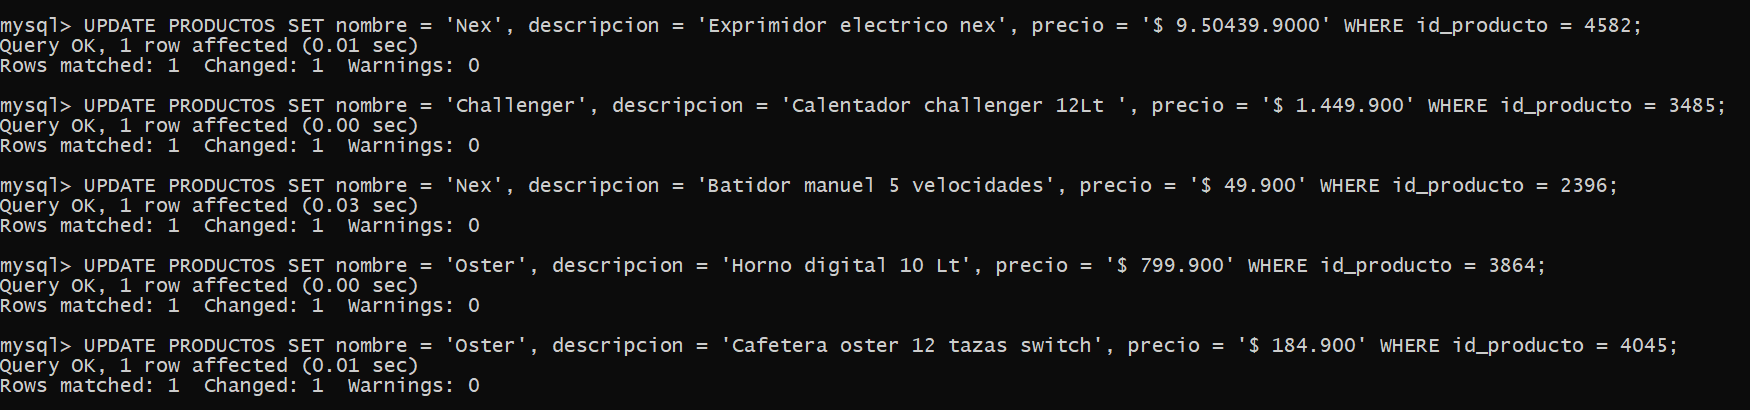 mysql> UPDATE PRODUCTOS SET nombre = 'Nex', descripcion = 'Exprimidor electrico nex', precio = '$ 9.50439.9000' WHERE id_producto = 4582;
Query OK, 1 row affected (0.01 sec)
Rows matched: 1  Changed: 1  Warnings: 0
mysql> UPDATE PRODUCTOS SET nombre = 'Challenger', descripcion = 'Calentador challenger 12Lt ', precio = '$ 1.449.900' WHERE id_producto = 3485;
Query OK, 1 row affected (0.00 sec)
Rows matched: 1  Changed: 1  Warnings: 0
mysql> UPDATE PRODUCTOS SET nombre = 'Nex', descripcion = 'Batidor manuel 5 velocidades', precio = '$ 49.900' WHERE id_producto = 2396;
Query OK, 1 row affected (0.03 sec)
Rows matched: 1  Changed: 1  Warnings: 0
mysql> UPDATE PRODUCTOS SET nombre = 'Oster', descripcion = 'Horno digital 10 Lt', precio = '$ 799.900' WHERE id_producto = 3864;
Query OK, 1 row affected (0.00 sec)
Rows matched: 1  Changed: 1  Warnings: 0
mysql> UPDATE PRODUCTOS SET nombre = 'Oster', descripcion = 'Cafetera oster 12 tazas switch', precio = '$ 184.900' WHERE id_producto = 4045;
Query OK, 1 row affected (0.01 sec)
Rows matched: 1  Changed: 1  Warnings: 0